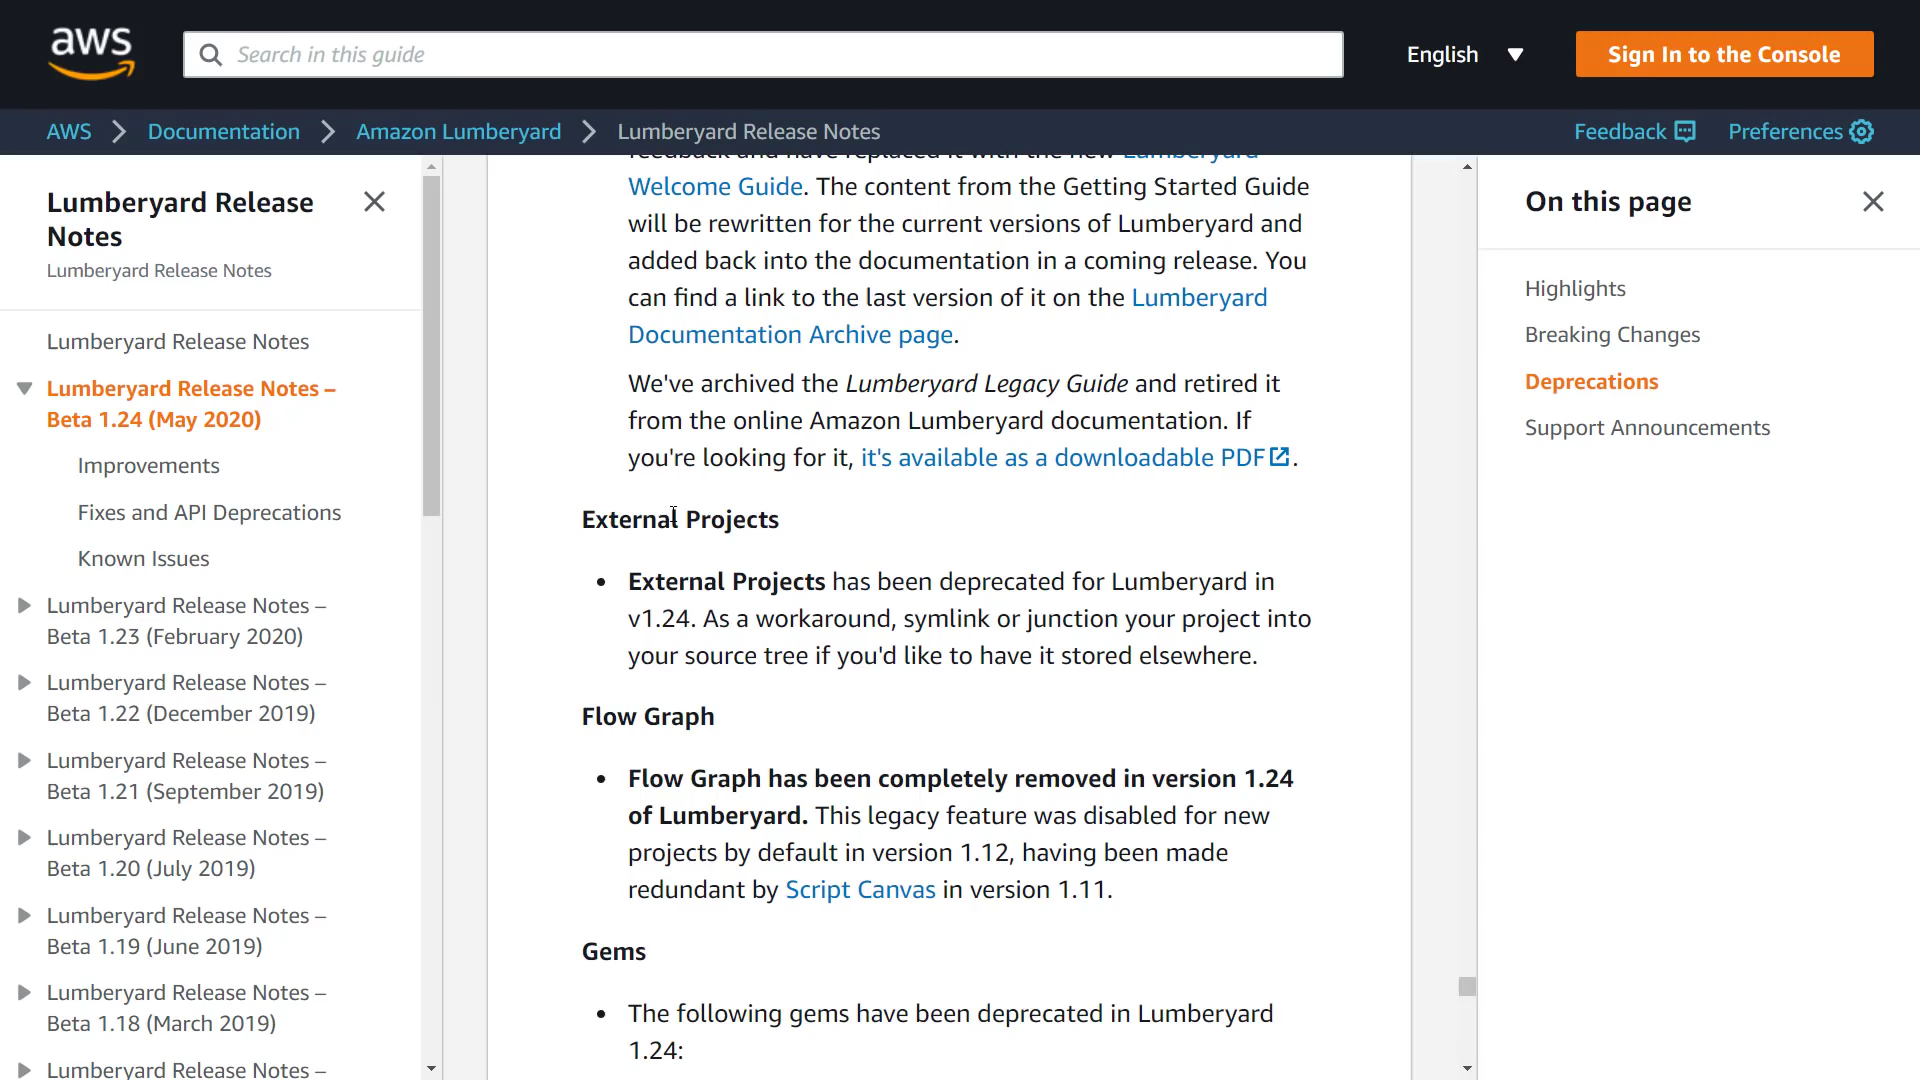 aws
Search in this guide
English
Sign In to the Console
AWS
Documentation
Amazon Lumberyard
Lumberyard Release Notes
Feedback
Preferences
Lumberyard Release
Notes
Lumberyard Release Notes
Lumberyard Release Notes
Lumberyard Release Notes –
Beta 1.24 (May 2020)
Improvements
Fixes and API Deprecations
Known Issues
Lumberyard Release Notes –
Beta 1.23 (February 2020)
Lumberyard Release Notes –
Beta 1.22 (December 2019)
Lumberyard Release Notes –
Beta 1.21 (September 2019)
Lumberyard Release Notes –
Beta 1.20 (July 2019)
Lumberyard Release Notes –
Beta 1.19 (June 2019)
Lumberyard Release Notes –
Beta 1.18 (March 2019)
Lumberyard Release Notes –
feedback and have replaced it with the new Lumberyard
Welcome Guide. The content from the Getting Started Guide
will be rewritten for the current versions of Lumberyard and
added back into the documentation in a coming release. You
can find a link to the last version of it on the Lumberyard
Documentation Archive page.
We've archived the Lumberyard Legacy Guide and retired it
from the online Amazon Lumberyard documentation. If
you're looking for it, it's available as a downloadable PDF.
External Projects
• External Projects has been deprecated for Lumberyard in
v1.24. As a workaround, symlink or junction your project into
your source tree if you'd like to have it stored elsewhere.
Flow Graph
• Flow Graph has been completely removed in version 1.24
of Lumberyard. This legacy feature was disabled for new
projects by default in version 1.12, having been made
redundant by Script Canvas in version 1.11.
Gems
• The following gems have been deprecated in Lumberyard
1.24:
On this page
Highlights
Breaking Changes
Deprecations
Support Announcements